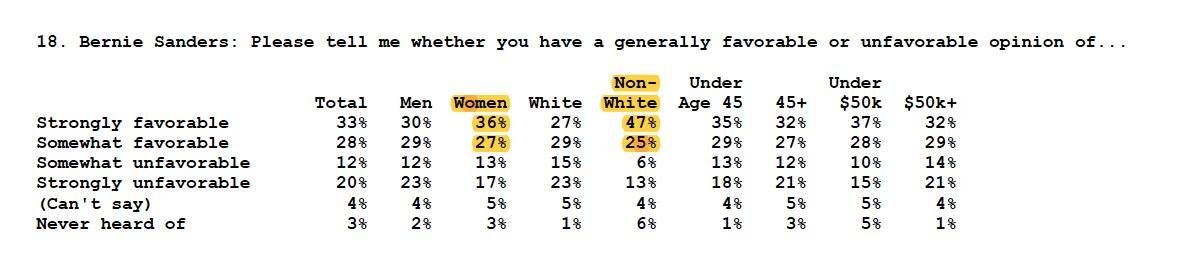 18. Bernie Sanders: Please tell me whether you have a generally favorable or unfavorable opinion of...
Non- Under Under
Total Men Women White White Age 45 45+ $50k $50k+
Strongly favorable 33% 30% 36% 27% 47% 35% 32% 37% 32%
Somewhat favorable 28% 29% 27% 29% 25% 29% 27% 28% 29%
Somewhat unfavorable 12% 12% 13% 15% 6% 13% 12% 10% 14%
Strongly unfavorable 20% 23% 17% 23% 13% 18% 21% 15% 21%
(Can't say) 4% 4% 5% 5% 4% 4% 5% 5% 4%
Never heard of 3% 2% 3% 1% 6% 1% 3% 5% 1%